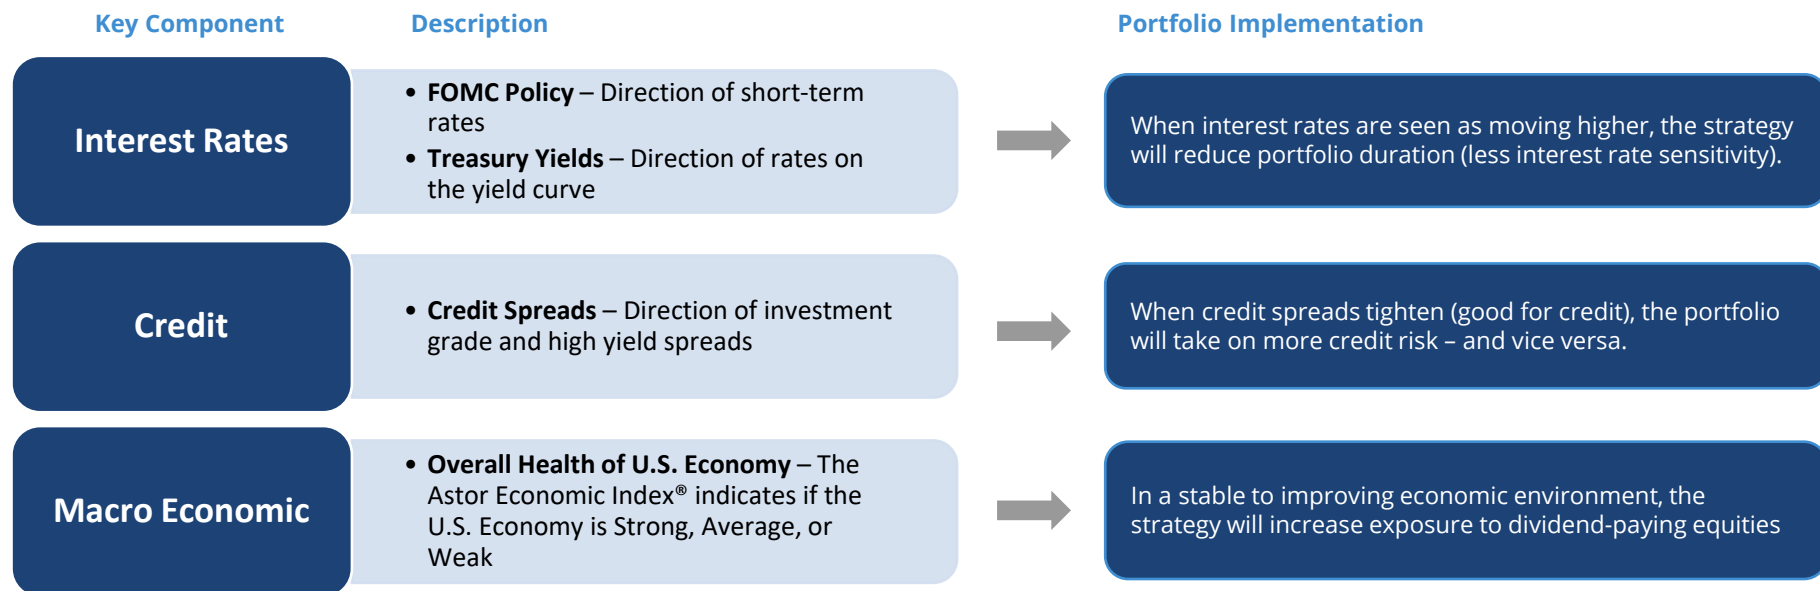 Key Component
Description
Portfolio Implementation
Interest Rates
• FOMC Policy – Direction of short-term
rates
• Treasury Yields – Direction of rates on
the yield curve
When interest rates are seen as moving higher, the strategy
will reduce portfolio duration (less interest rate sensitivity).
Credit
• Credit Spreads – Direction of investment
grade and high yield spreads
When credit spreads tighten (good for credit), the portfolio
will take on more credit risk – and vice versa.
Macro Economic
• Overall Health of U.S. Economy – The
Astor Economic Index® indicates if the
U.S. Economy is Strong, Average, or
Weak
In a stable to improving economic environment, the
strategy will increase exposure to dividend-paying equities